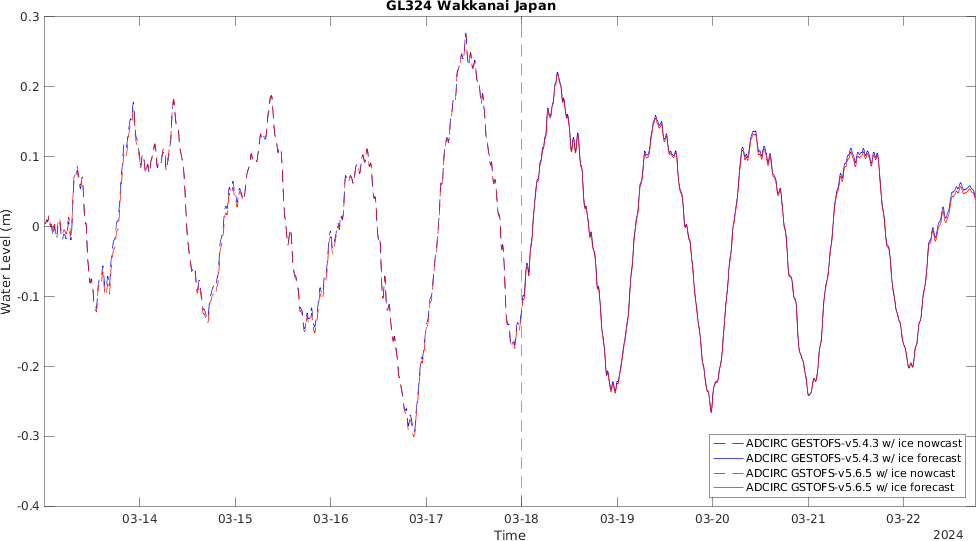 GL324 Wakkanai Japan
0.3
0.2
0.1
0
-0.1
-0.2
-0.3
-0.4
Water Level (m)
ADCIRC GESTOFS-v5.4.3 w/ ice nowcast
ADCIRC GESTOFS-v5.4.3 w/ ice forecast
ADCIRC GSTOFS-v5.6.5 w/ ice nowcast
ADCIRC GSTOFS-v5.6.5 w/ ice forecast
03-14 03-15 03-16 03-17 03-18 03-19 03-20 03-21 03-22
Time
2024